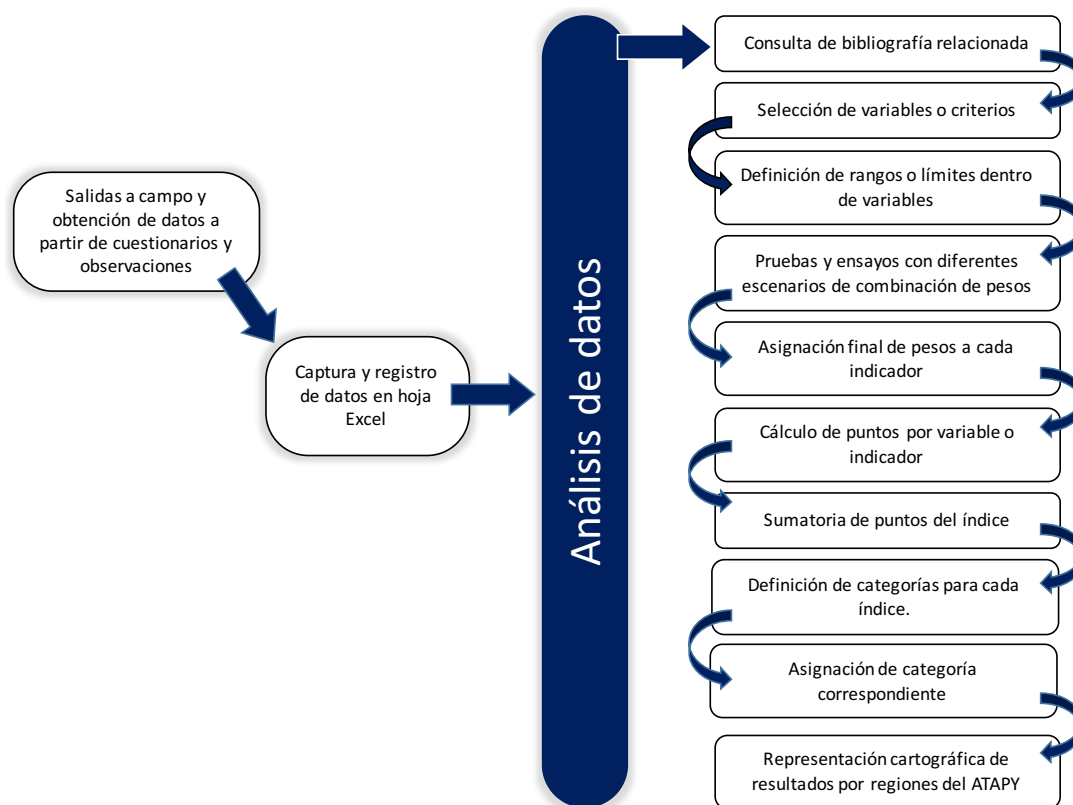 Salidas a campo y
obtención de datos a
partir de cuestionarios y
observaciones
Captura y registro
de datos en hoja
Excel
Análisis de datos
Consulta de bibliografía relacionada
Selección de variables o criterios
Definición de rangos o límites dentro
de variables
Pruebas y ensayos con diferentes
escenarios de combinación de pesos
Asignación final de pesos a cada
indicador
Cálculo de puntos por variable o
indicador
Sumatoria de puntos del índice
Definición de categorías para cada
índice.
Asignación de categoría
correspondiente
Representación cartográfica de
resultados por regiones del ATAPY